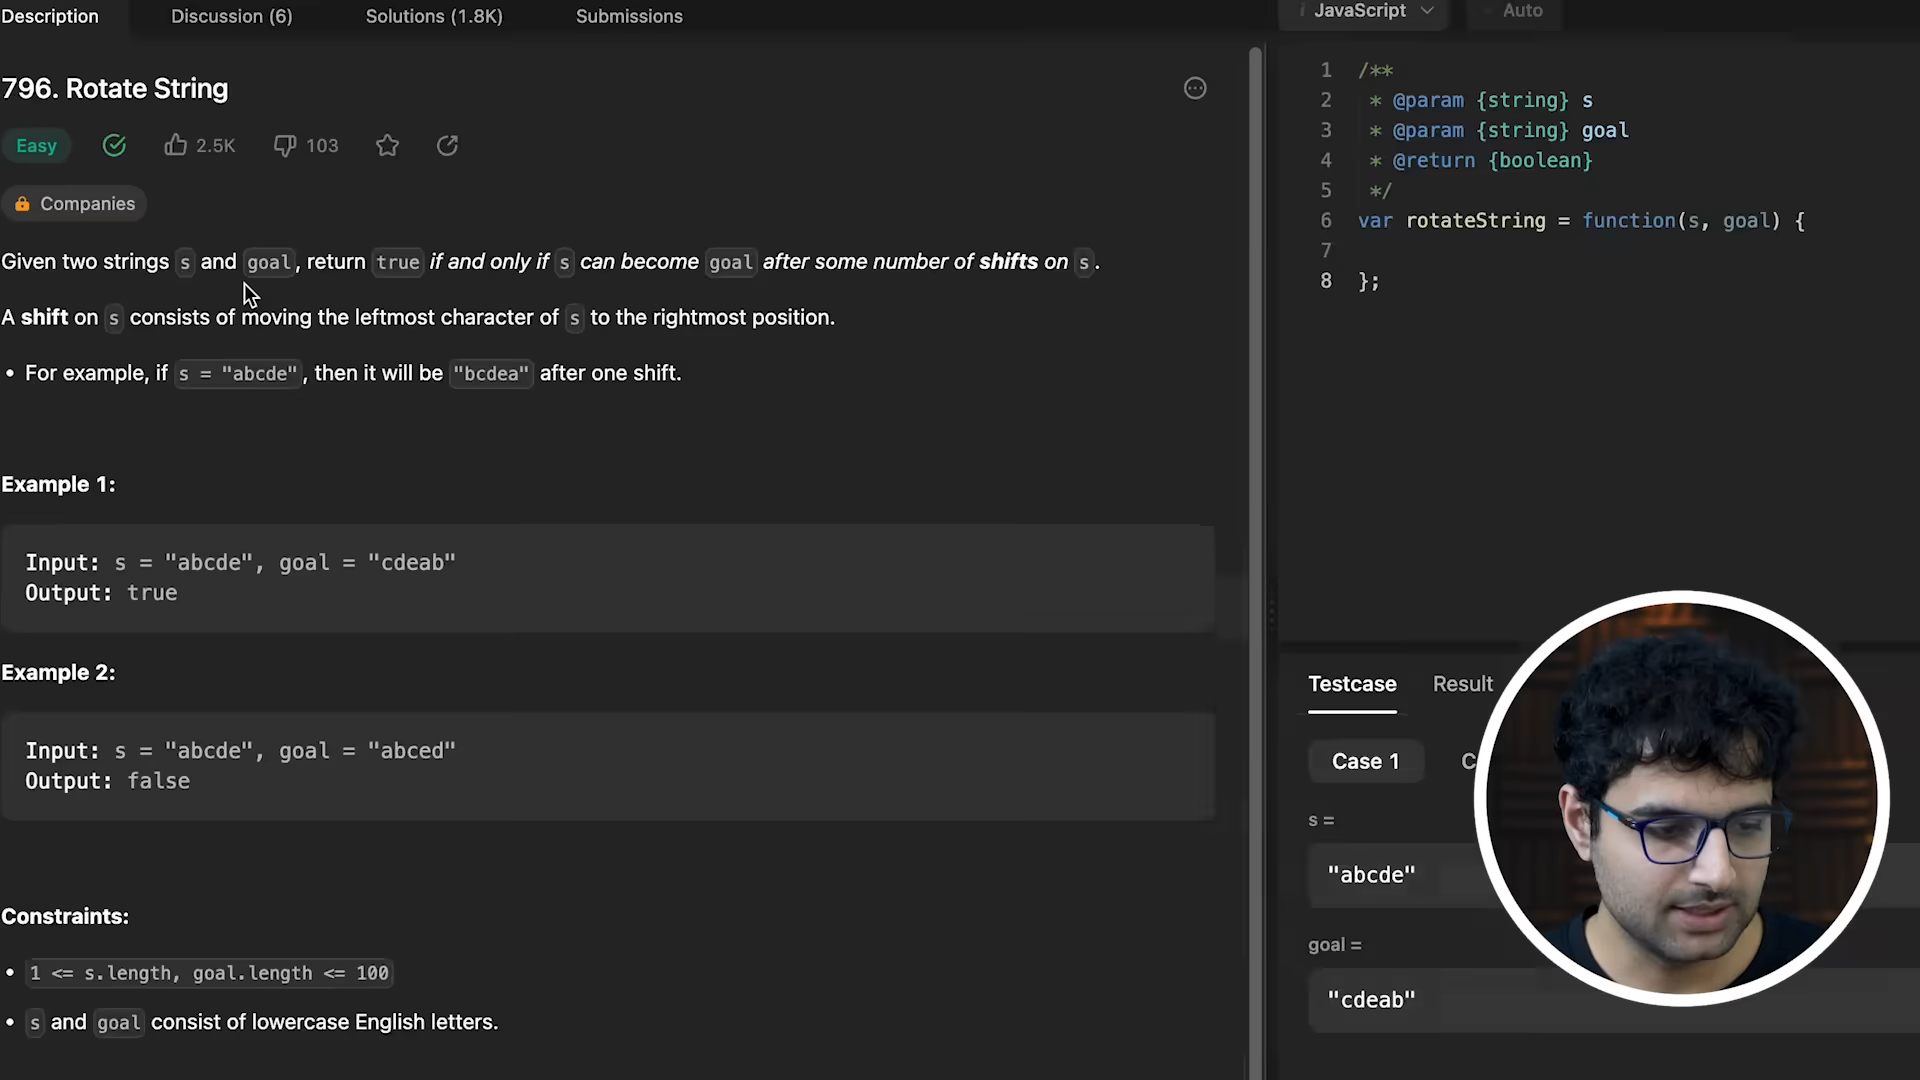 Description
Discussion (6)
Solutions (1.8K)
Submissions
796. Rotate String
Easy
2.5K
103
Companies
Given two strings s and goal, return true if and only if s can become goal after some number of shifts on s.
A shift on s consists of moving the leftmost character of s to the rightmost position.
• For example, if s = "abcde", then it will be "bcdea" after one shift.
Example 1:
Input: s = "abcde", goal = "cdeab"
Output: true
Example 2:
Input: s = "abcde", goal = "abced"
Output: false
Constraints:
• 1 <= s.length, goal.length <= 100
• s and goal consist of lowercase English letters.
i JavaScript
Auto
1 /**
2 * @param {string} s
3 * @param {string} goal
4 * @return {boolean}
5 */
6 var rotateString = function(s, goal) {
7
8 };
Testcase
Result
Case 1
C
s =
"abcde"
goal =
"cdeab"